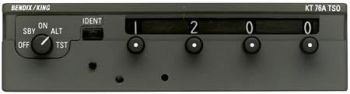 BENDIX/KING KT 76A TSO
IDENT
ON
SBY ALT
OFF TST
1 2 0 0